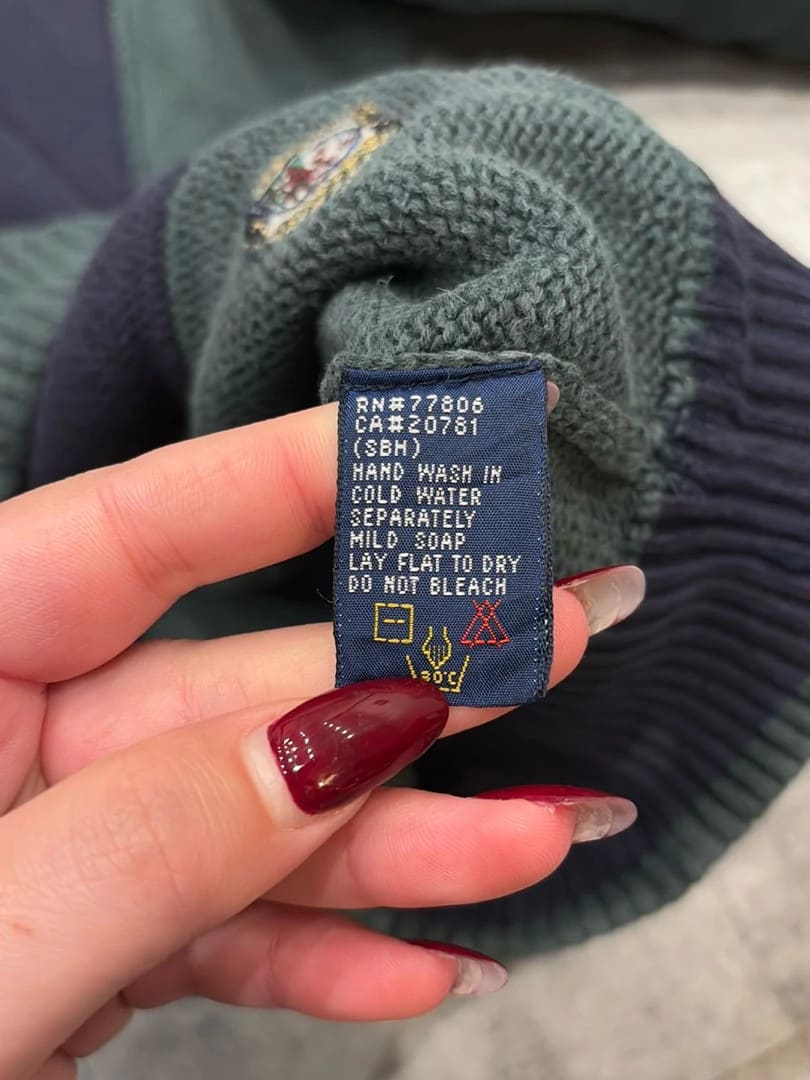 RN#77806
CA#20781
(SBH)
HAND WASH IN
COLD WATER
SEPARATELY
MILD SOAP
LAY FLAT TO DRY
DO NOT BLEACH
30°C